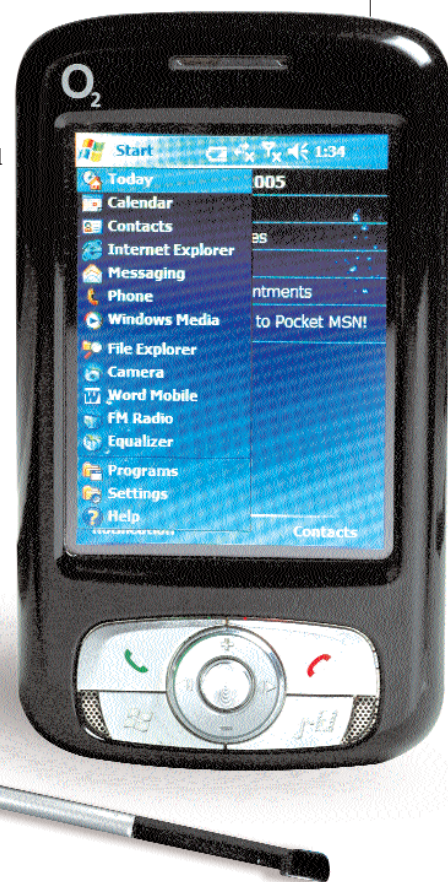 O2
Start 1:34
Today 005
Calendar
Contacts es
Internet Explorer
Messaging ntments
Phone
Windows Media to Pocket MSN!
File Explorer
Camera
Word Mobile
FM Radio
Equalizer
Programs
Settings
Help
Contacts